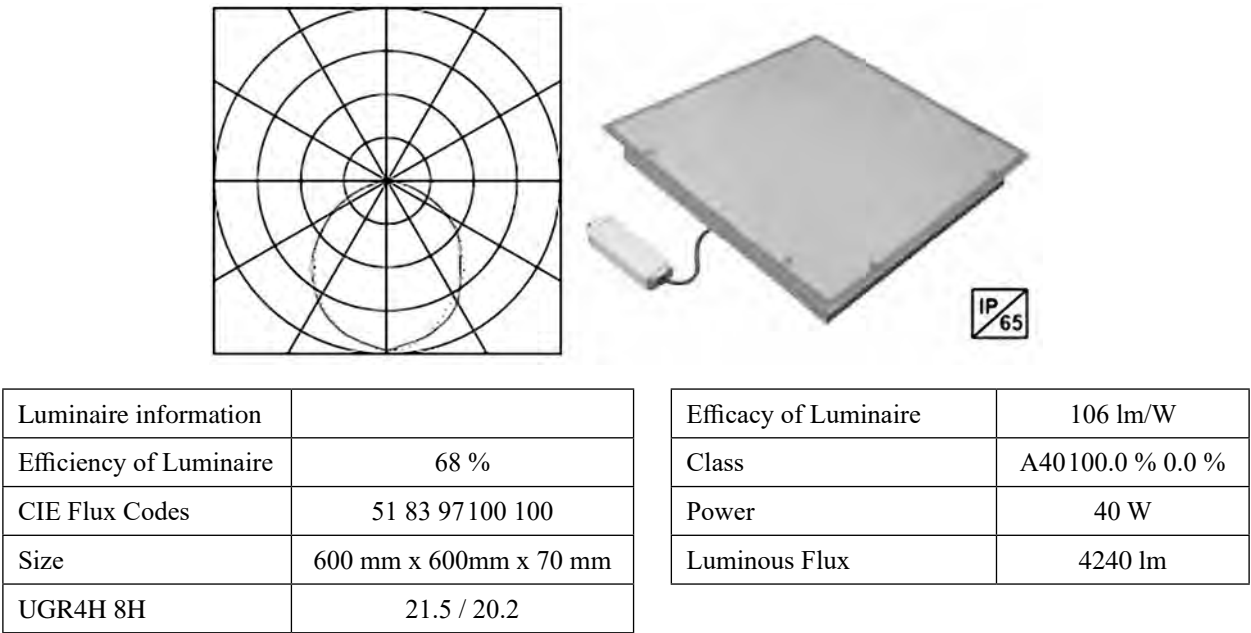 IP
65
Luminaire information
Efficiency of Luminaire 68 %
CIE Flux Codes 51 83 97100 100
Size 600 mm x 600mm x 70 mm
UGR4H 8H 21.5 / 20.2
Efficacy of Luminaire 106 lm/W
Class A40100.0 % 0.0 %
Power 40 W
Luminous Flux 4240 lm